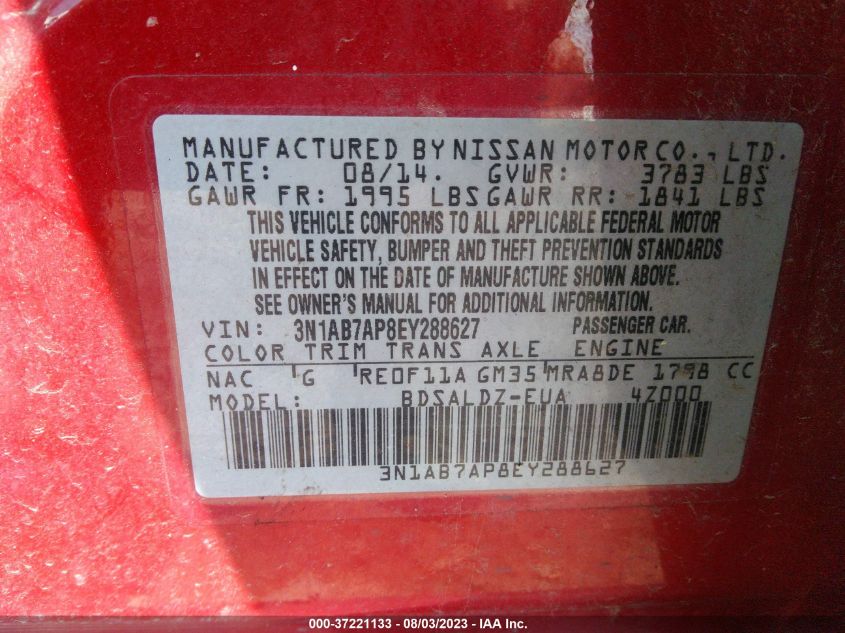 MANUFACTURED BY NISSAN MOTOR CO., LTD.
DATE: 08/14. GVWR: 3783 LBS
GAWR FR: 1995 LBS GAWR RR: 1841 LBS
THIS VEHICLE CONFORMS TO ALL APPLICABLE FEDERAL MOTOR
VEHICLE SAFETY, BUMPER AND THEFT PREVENTION STANDARDS
IN EFFECT ON THE DATE OF MANUFACTURE SHOWN ABOVE.
SEE OWNER'S MANUAL FOR ADDITIONAL INFORMATION.
VIN: 3N1AB7AP8EY288627 PASSENGER CAR.
COLOR TRIM TRANS AXLE ENGINE
NAC G RE0F11A GM35 MRA8DE 1798 CC
MODEL: BDSALDZ-EUA 4Z000
3N1AB7AP8EY288627
000-37221133 - 08/03/2023 - IAA Inc.